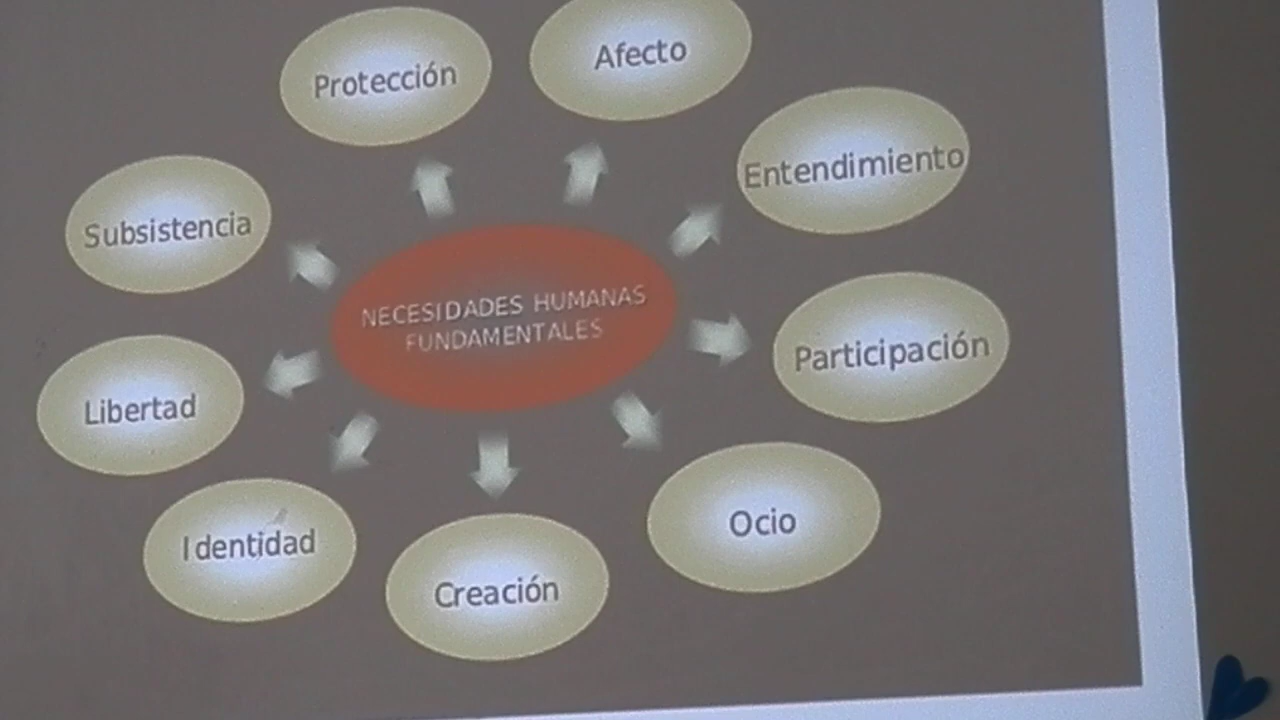 Protección
Afecto
Entendimiento
Subsistencia
NECESIDADES HUMANAS
FUNDAMENTALES
Participación
Libertad
Ocio
Identidad
Creación